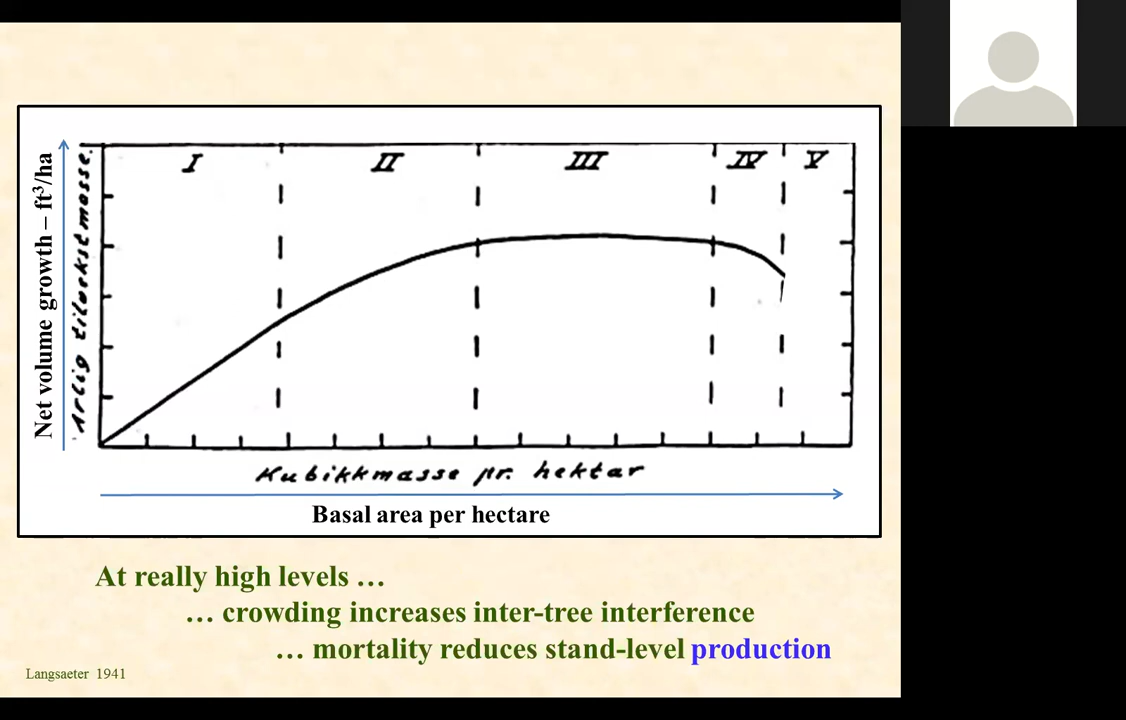 I II III IV V
Net volume growth – ft³/ha
Årlig tilvekstmasse.
Kubikkmasse pr. hektar
Basal area per hectare
At really high levels …
… crowding increases inter-tree interference
… mortality reduces stand-level production
Langsaeter 1941